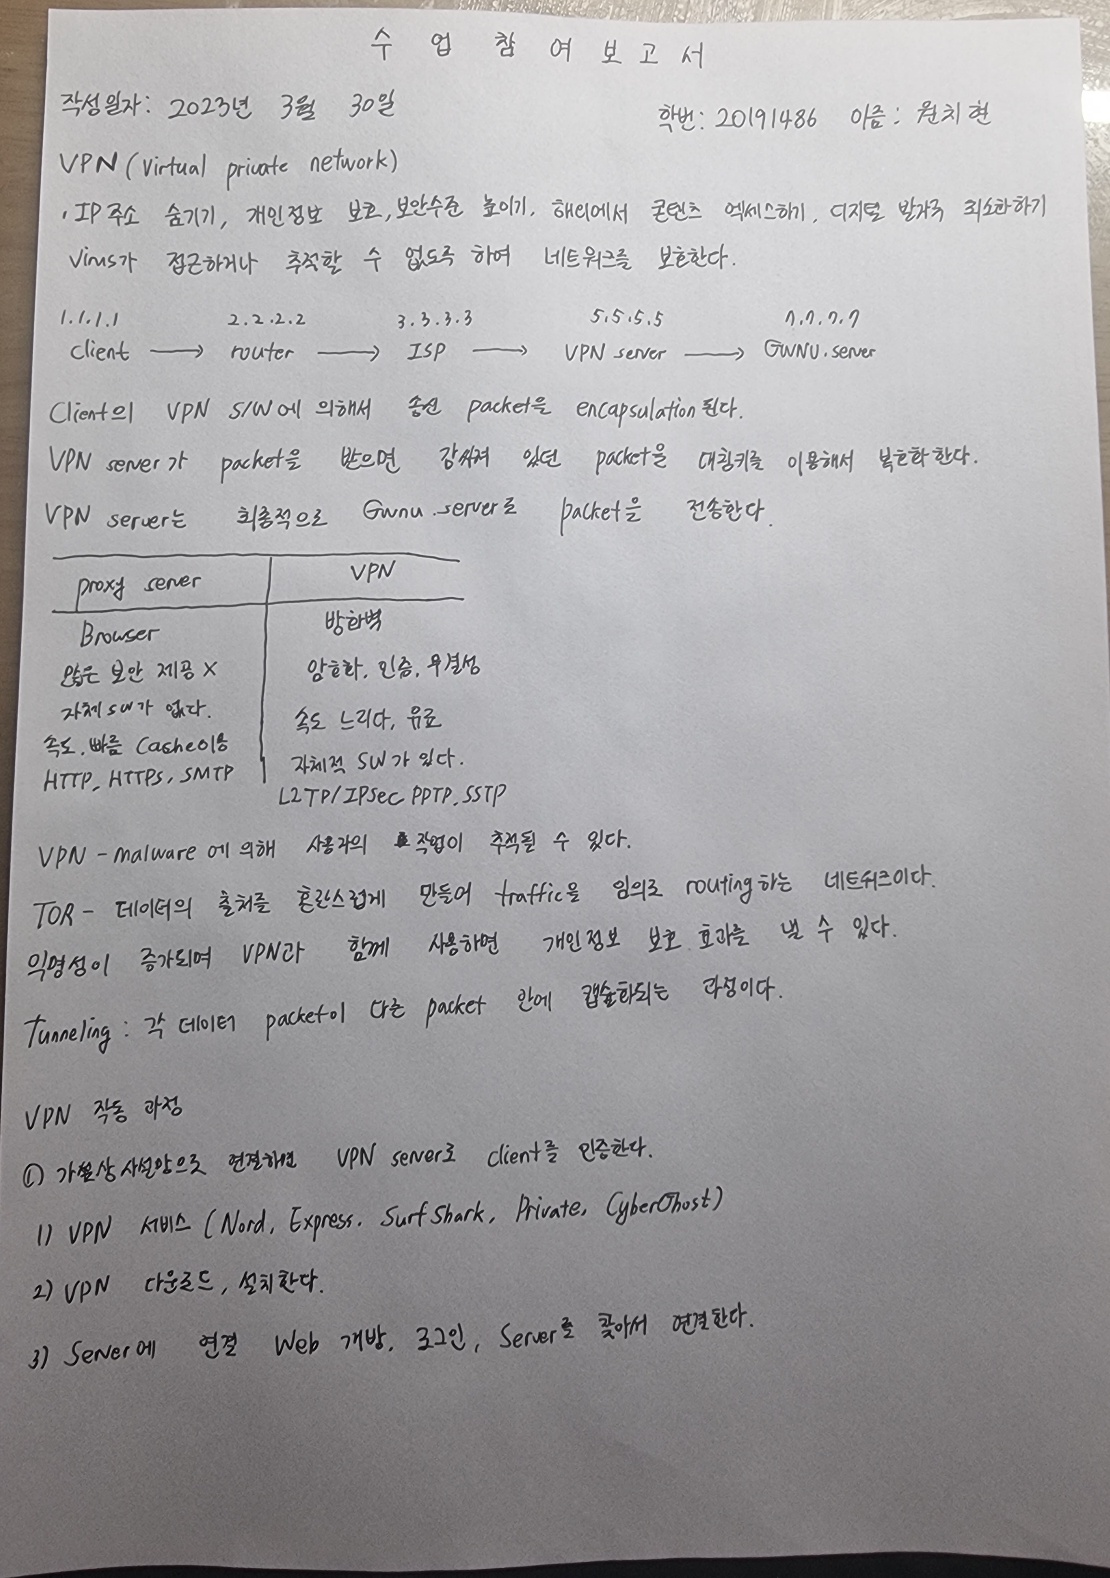 수 업 참 여 보 고 서
작성일자: 2023년 3월 30일
학번: 20191486 이름: 원치현
VPN (Virtual private network)
· IP 주소 숨기기, 개인정보 보호, 보안수준 높이기, 해외에서 콘텐츠 엑세스하기, 디지털 발자국 최소화하기
Virus가 접근하거나 추적할 수 없도록 하여 네트워크를 보호한다.
1.1.1.1 2.2.2.2 3.3.3.3 5.5.5.5 7.7.7.7
client → router → ISP → VPN server → GWNU.server
Client의 VPN S/W에 의해서 송신 packet을 encapsulation 된다.
VPN server가 packet을 받으면 감싸져 있던 packet을 대칭키를 이용해서 복호화한다.
VPN server는 최종적으로 Gwnu.server로 packet을 전송한다.
proxy server VPN
Browser 방화벽
많은 보안 제공 X 암호화, 인증, 무결성
자체 SW가 없다. 속도 느리다, 유료
속도, 빠름 Cashe이용 자체적 SW가 있다.
HTTP, HTTPS, SMTP L2TP/IPSec PPTP, SSTP
VPN - malware에 의해 사용자의 작업이 추적될 수 있다.
TOR - 데이터의 출처를 혼란스럽게 만들어 traffic을 임의로 routing하는 네트워크이다.
익명성이 증가되며 VPN과 함께 사용하면 개인정보 보호 효과를 낼 수 있다.
Tunneling : 각 데이터 packet이 다른 packet 안에 캡슐화되는 과정이다.
VPN 작동 과정
① 가상사설망으로 연결하면 VPN server로 client를 인증한다.
1) VPN 서비스 (Nord, Express, SurfShark, Private, CyberGhost)
2) VPN 다운로드, 설치한다.
3) Server에 연결 Web 개방, 로그인, Server를 찾아서 연결한다.